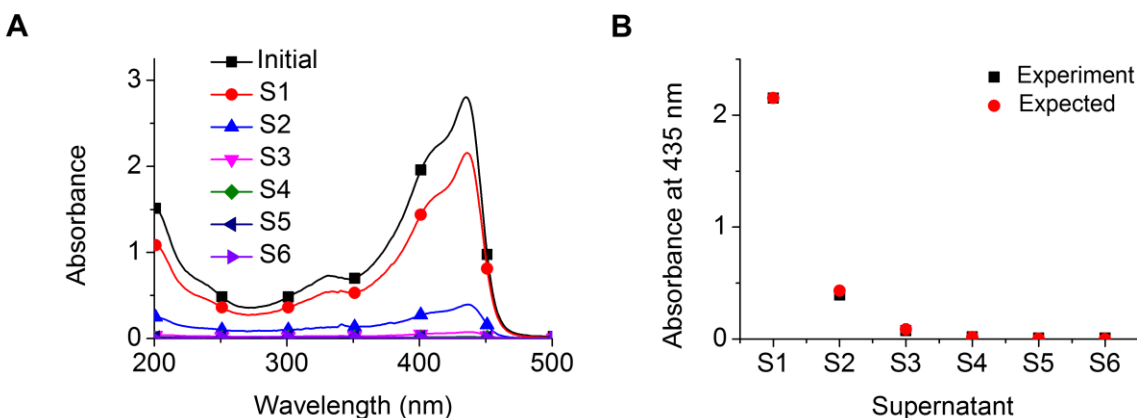 A
Initial
S1
S2
S3
S4
S5
S6
Absorbance
3
2
1
0
200 300 400 500
Wavelength (nm)
B
Experiment
Expected
Absorbance at 435 nm
2
1
0
S1 S2 S3 S4 S5 S6
Supernatant